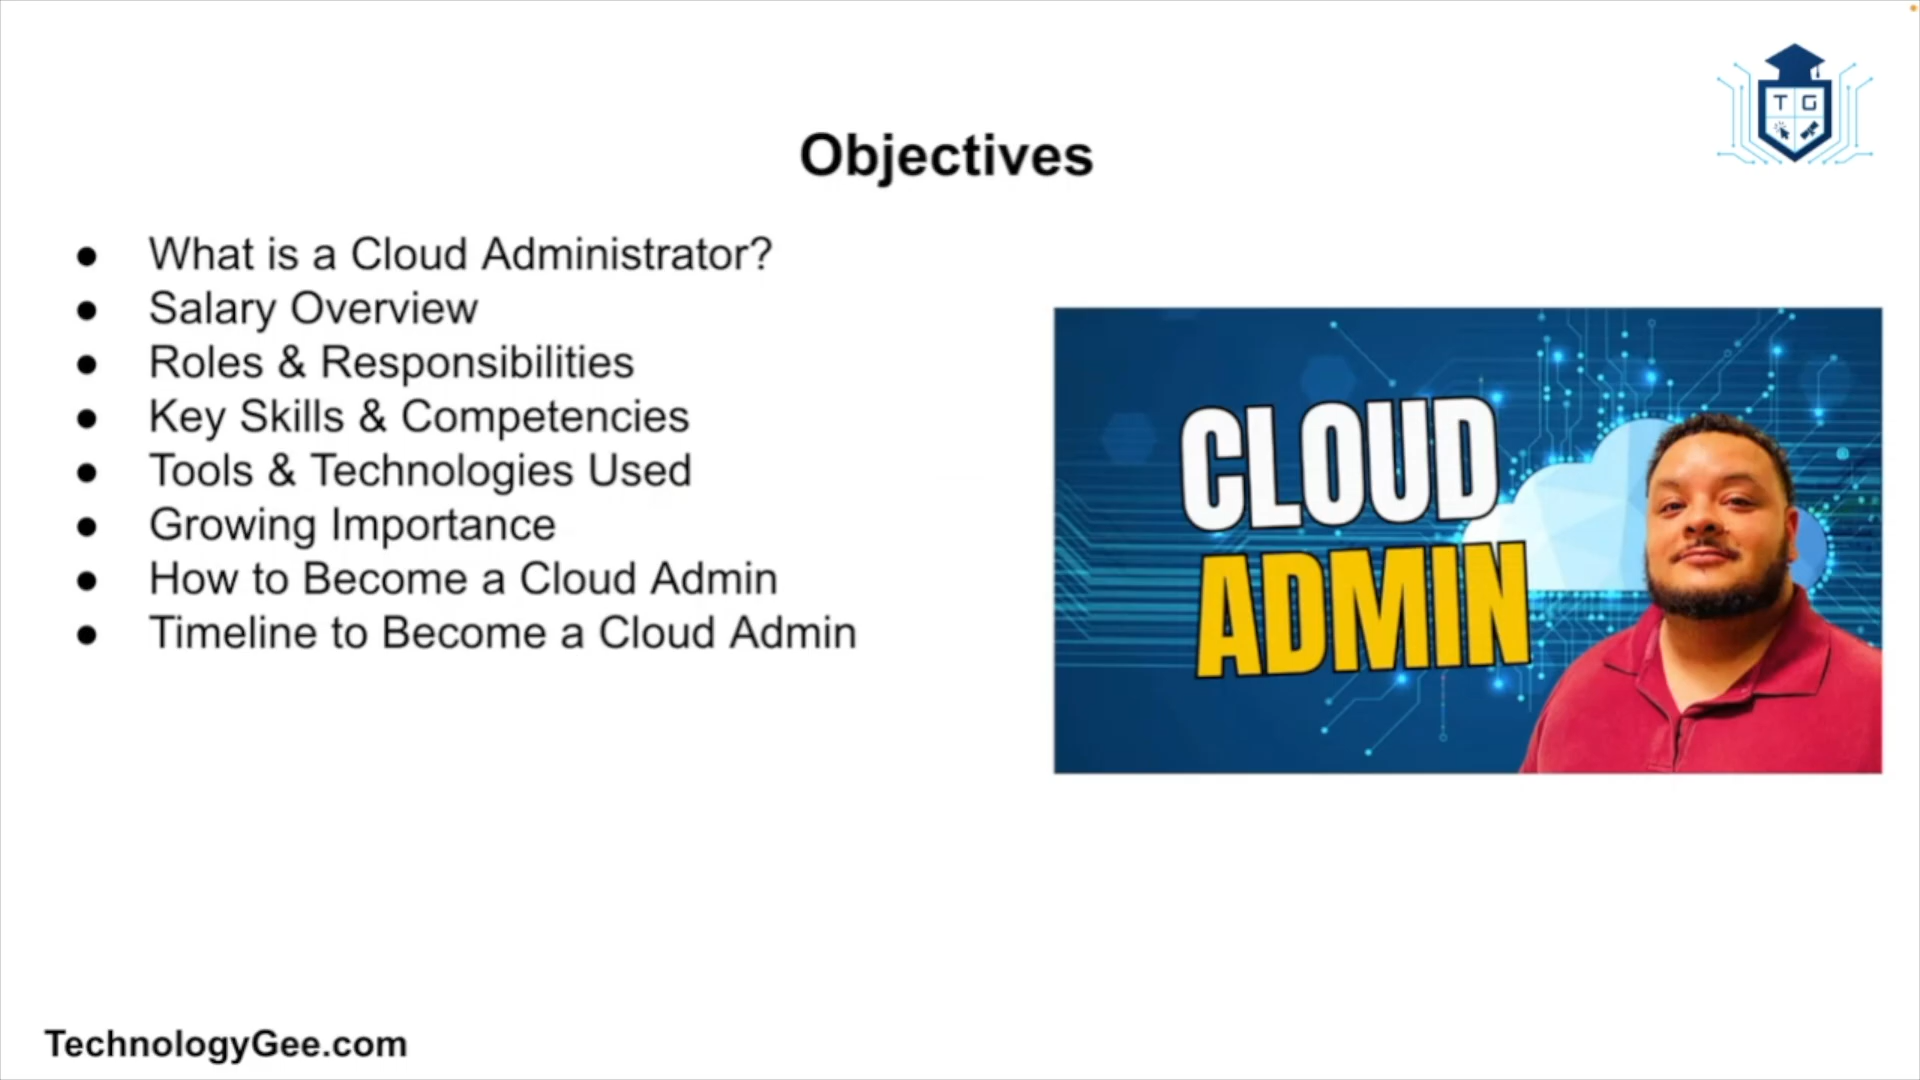 T G
Objectives
● What is a Cloud Administrator?
● Salary Overview
● Roles & Responsibilities
● Key Skills & Competencies
● Tools & Technologies Used
● Growing Importance
● How to Become a Cloud Admin
● Timeline to Become a Cloud Admin
CLOUD
ADMIN
TechnologyGee.com